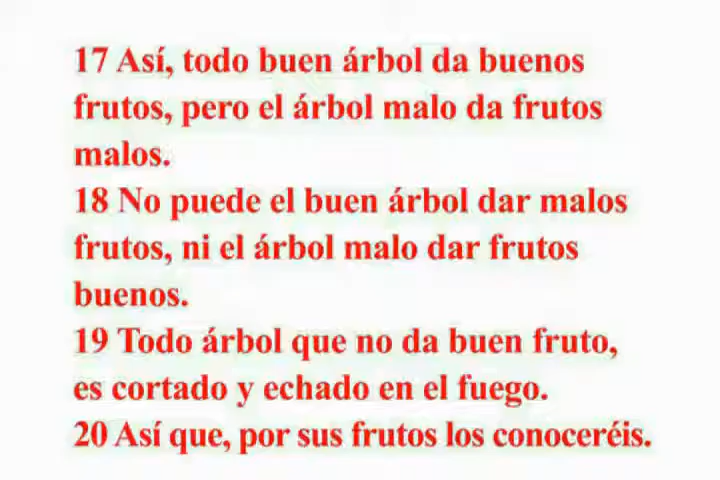 17 Así, todo buen árbol da buenos
frutos, pero el árbol malo da frutos
malos.
18 No puede el buen árbol dar malos
frutos, ni el árbol malo dar frutos
buenos.
19 Todo árbol que no da buen fruto,
es cortado y echado en el fuego.
20 Así que, por sus frutos los conoceréis.